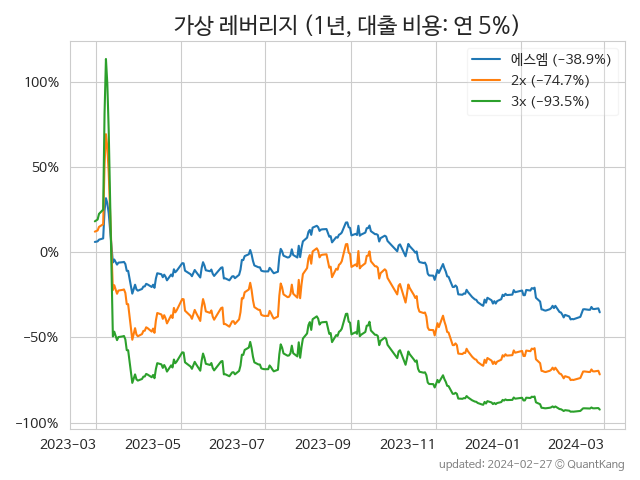 가상 레버리지 (1년, 대출 비용: 연 5%)
에스엠 (−38.9%)
2x (−74.7%)
3x (−93.5%)
100%
50%
0%
−50%
−100%
2023-03 2023-05 2023-07 2023-09 2023-11 2024-01 2024-03
updated: 2024-02-27 © QuantKang